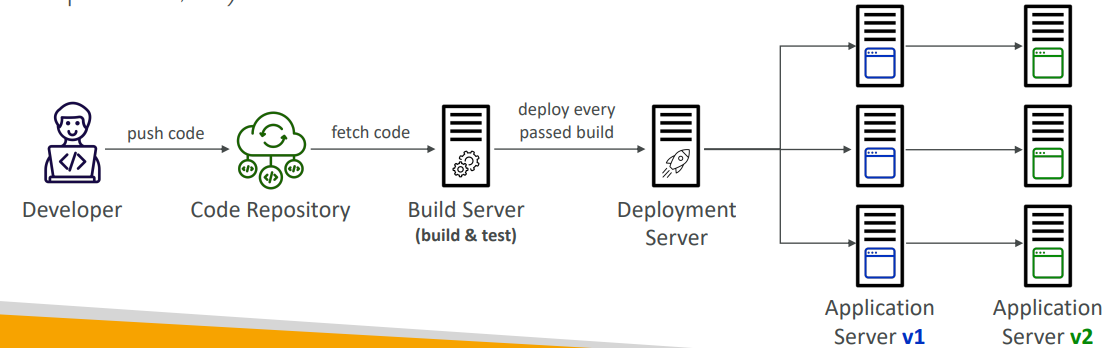 push code
fetch code
deploy every
passed build
Developer
Code Repository
Build Server
(build & test)
Deployment
Server
Application
Server v1
Application
Server v2